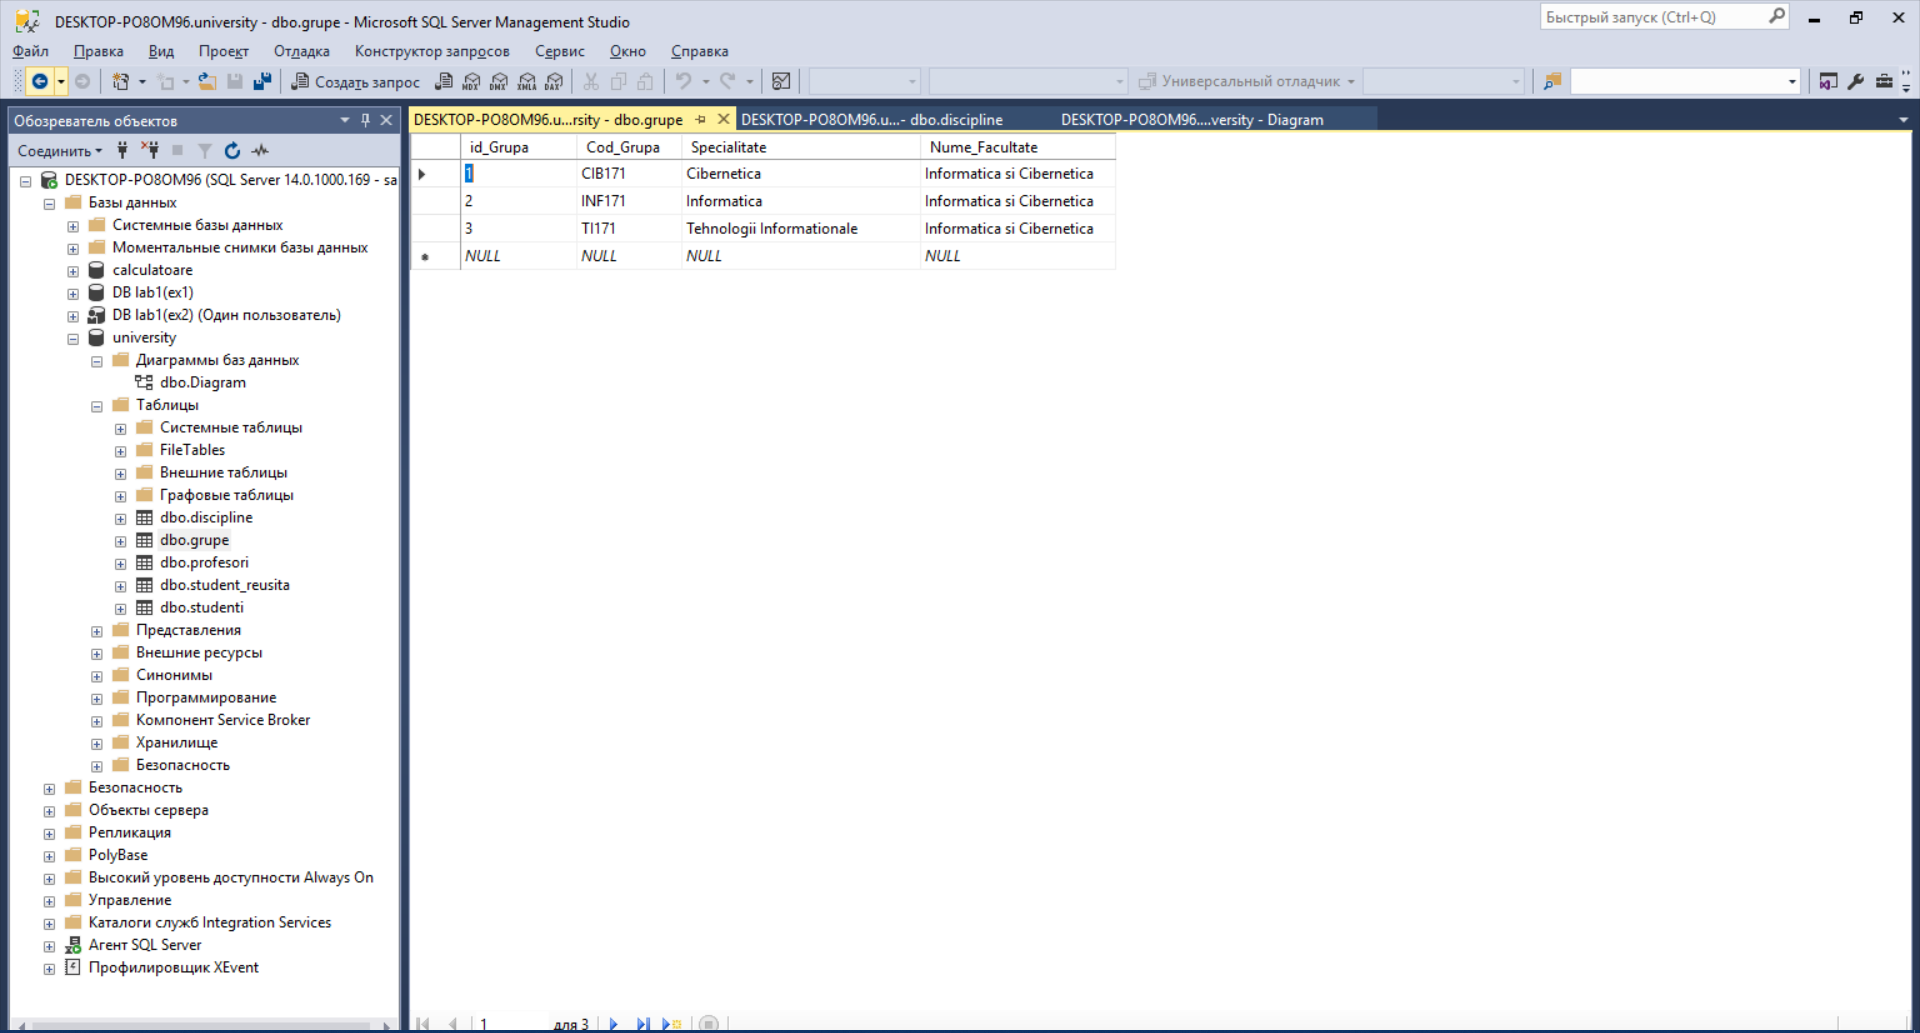 DESKTOP-PO8OM96.university - dbo.grupe - Microsoft SQL Server Management Studio
Быстрый запуск (Ctrl+Q)
Файл Правка Вид Проект Отладка Конструктор запросов Сервис Окно Справка
Создать запрос MDX DMX XMLA DAX Универсальный отладчик
Обозреватель объектов
DESKTOP-PO8OM96.u...rsity - dbo.grupe DESKTOP-PO8OM96.u...- dbo.discipline DESKTOP-PO8OM96....versity - Diagram
Соединить
DESKTOP-PO8OM96 (SQL Server 14.0.1000.169 - sa
Базы данных
Системные базы данных
Моментальные снимки базы данных
calculatoare
DB lab1(ex1)
DB lab1(ex2) (Один пользователь)
university
Диаграммы баз данных
dbo.Diagram
Таблицы
Системные таблицы
FileTables
Внешние таблицы
Графовые таблицы
dbo.discipline
dbo.grupe
dbo.profesori
dbo.student_reusita
dbo.studenti
Представления
Внешние ресурсы
Синонимы
Программирование
Компонент Service Broker
Хранилище
Безопасность
Безопасность
Объекты сервера
Репликация
PolyBase
Высокий уровень доступности Always On
Управление
Каталоги служб Integration Services
Агент SQL Server
Профилировщик XEvent
id_Grupa Cod_Grupa Specialitate Nume_Facultate
1 CIB171 Cibernetica Informatica si Cibernetica
2 INF171 Informatica Informatica si Cibernetica
3 TI171 Tehnologii Informationale Informatica si Cibernetica
NULL NULL NULL NULL
1 для 3